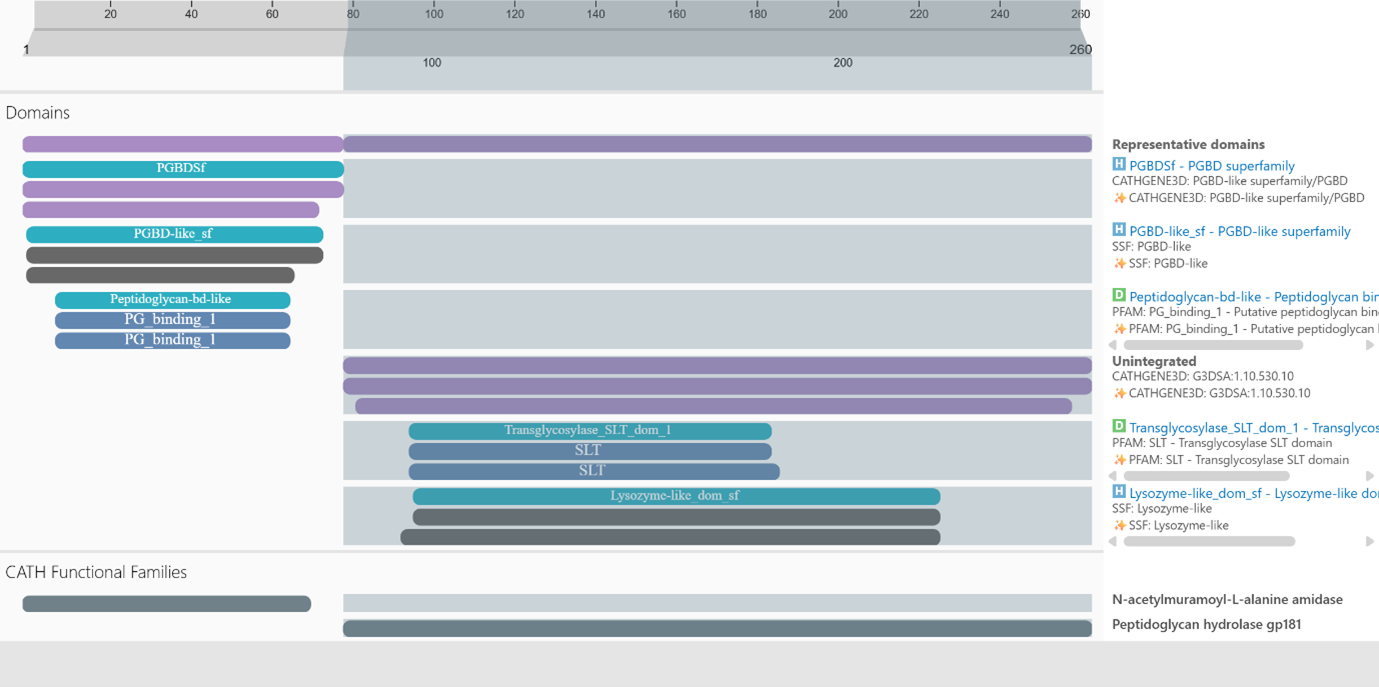 20 40 60 80 100 120 140 160 180 200 220 240 260
1 260
100 200
Domains
Representative domains
PGBDSf
H PGBDSf - PGBD superfamily
CATHGENE3D: PGBD-like superfamily/PGBD
✨ CATHGENE3D: PGBD-like superfamily/PGBD
PGBD-like_sf
H PGBD-like_sf - PGBD-like superfamily
SSF: PGBD-like
✨ SSF: PGBD-like
Peptidoglycan-bd-like
D Peptidoglycan-bd-like - Peptidoglycan bin
PG_binding_1
PFAM: PG_binding_1 - Putative peptidoglycan bin
PG_binding_1
✨ PFAM: PG_binding_1 - Putative peptidoglycan
Unintegrated
CATHGENE3D: G3DSA:1.10.530.10
✨ CATHGENE3D: G3DSA:1.10.530.10
Transglycosylase_SLT_dom_1
D Transglycosylase_SLT_dom_1 - Transglycos
SLT
PFAM: SLT - Transglycosylase SLT domain
SLT
✨ PFAM: SLT - Transglycosylase SLT domain
Lysozyme-like_dom_sf
H Lysozyme-like_dom_sf - Lysozyme-like do
SSF: Lysozyme-like
✨ SSF: Lysozyme-like
CATH Functional Families
N-acetylmuramoyl-L-alanine amidase
Peptidoglycan hydrolase gp181